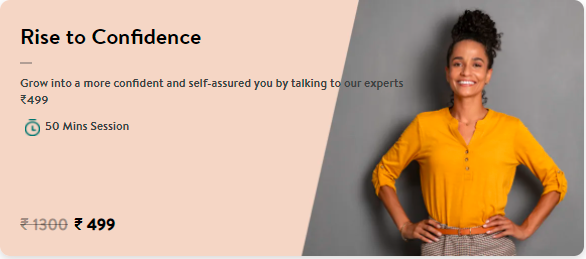 Rise to Confidence
Grow into a more confident and self-assured you by talking to our experts
₹499
50 Mins Session
₹ 1300 ₹ 499